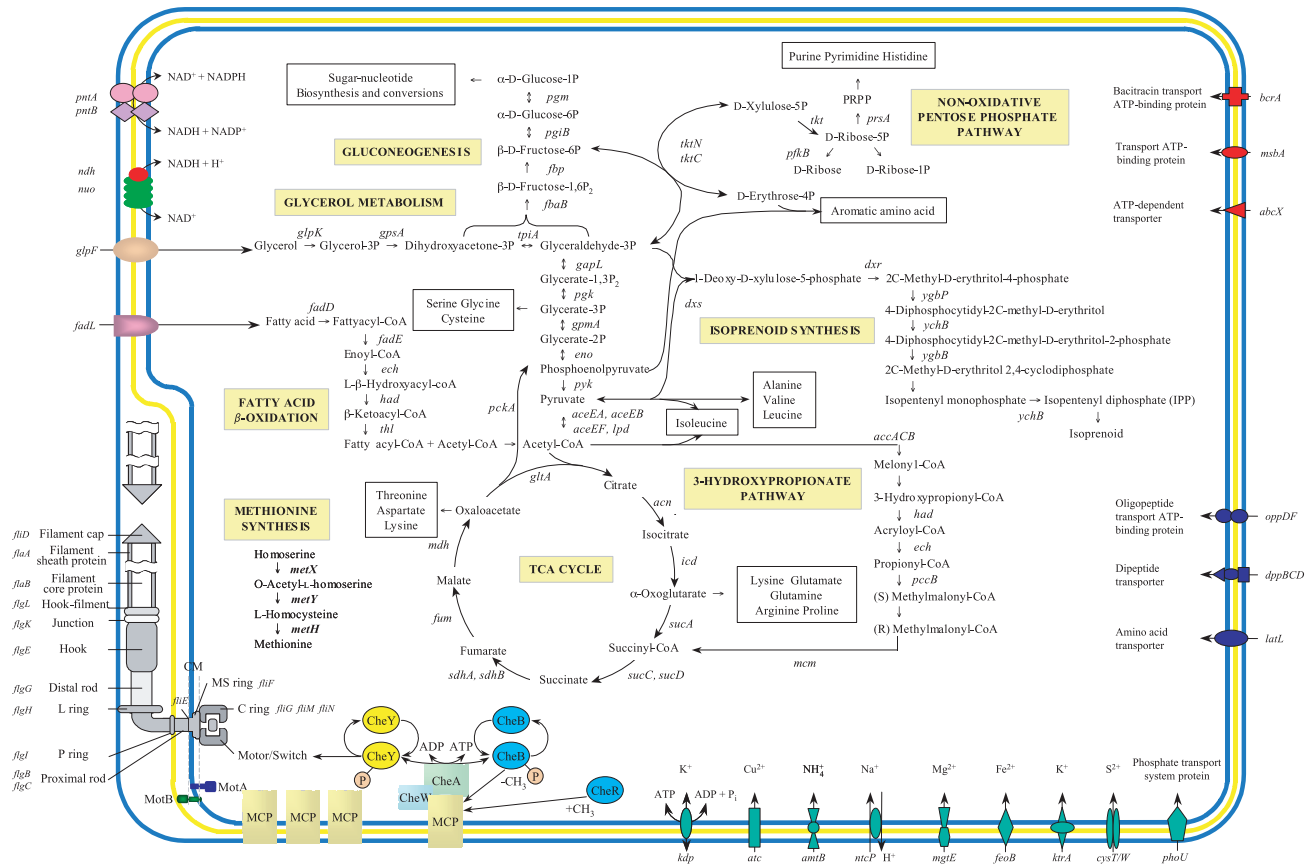 NAD⁺ + NADPH
pntA
pntB
NADH + NADP⁺
NADH + H⁺
ndh
nuo
NAD⁺
glpF
fadL
Sugar-nucleotide
Biosynthesis and conversions
α-D-Glucose-1P
pgm
α-D-Glucose-6P
pgiB
β-D-Fructose-6P
fbp
β-D-Fructose-1,6P₂
fbaB
GLUCONEOGENESIS
GLYCEROL METABOLISM
Glycerol
glpK
Glycerol-3P
gpsA
Dihydroxyacetone-3P
tpiA
Glyceraldehyde-3P
gapL
Glycerate-1,3P₂
pgk
Glycerate-3P
gpmA
Glycerate-2P
eno
Phosphoenolpyruvate
pyk
Pyruvate
aceEA, aceEB
aceEF, lpd
Acetyl-CoA
Serine Glycine
Cysteine
Purine Pyrimidine Histidine
PRPP
prsA
D-Xylulose-5P
tkt
D-Ribose-5P
pfkB
D-Ribose
D-Ribose-1P
tktN
tktC
D-Erythrose-4P
Aromatic amino acid
NON-OXIDATIVE
PENTOSE PHOSPHATE
PATHWAY
Bacitracin transport
ATP-binding protein
bcrA
Transport ATP-
binding protein
msbA
ATP-dependent
transporter
abcX
1-Deoxy-D-xylulose-5-phosphate
dxr
2C-Methyl-D-erythritol-4-phosphate
dxs
ygbP
4-Diphosphocytidyl-2C-methyl-D-erythritol
ychB
4-Diphosphocytidyl-2C-methyl-D-erythritol-2-phosphate
ygbB
2C-Methyl-D-erythritol 2,4-cyclodiphosphate
Isopentenyl monophosphate
ychB
Isopentenyl diphosphate (IPP)
Isoprenoid
ISOPRENOID SYNTHESIS
Alanine
Valine
Leucine
Isoleucine
Fatty acid
fadD
Fattyacyl-CoA
fadE
Enoyl-CoA
ech
L-β-Hydroxyacyl-coA
had
β-Ketoacyl-CoA
thl
Fatty acyl-CoA + Acetyl-CoA
FATTY ACID
β-OXIDATION
pckA
accACB
Melony1-CoA
3-Hydroxypropionyl-CoA
had
Acryloyl-CoA
ech
Propionyl-CoA
pccB
(S) Methylmalonyl-CoA
(R) Methylmalonyl-CoA
mcm
3-HYDROXYPROPIONATE
PATHWAY
gltA
Citrate
acn
Isocitrate
icd
α-Oxoglutarate
sucA
Succinyl-CoA
sucC, sucD
Succinate
sdhA, sdhB
Fumarate
fum
Malate
mdh
Oxaloacetate
TCA CYCLE
Threonine
Aspartate
Lysine
Lysine Glutamate
Glutamine
Arginine Proline
METHIONINE
SYNTHESIS
Homoserine
metX
O-Acetyl-L-homoserine
metY
L-Homocysteine
metH
Methionine
Oligopeptide
transport ATP-
binding protein
oppDF
Dipeptide
transporter
dppBCD
Amino acid
transporter
latL
fliD Filament cap
flaA Filament
sheath protein
flaB Filament
core protein
flgL Hook-filment
flgK Junction
flgE Hook
flgG Distal rod
flgH L ring
flgI P ring
flgB
flgC Proximal rod
CM
MS ring fliF
fliE
C ring fliG fliM fliN
Motor/Switch
MotA
MotB
CheY
CheY
P
ADP
ATP
CheA
CheW
CheB
CheB
P
-CH₃
CheR
+CH₃
MCP
MCP
MCP
MCP
K⁺
ATP
ADP + Pᵢ
kdp
Cu²⁺
atc
NH₄⁺
amtB
Na⁺
ntcP
H⁺
Mg²⁺
mgtE
Fe²⁺
feoB
K⁺
ktrA
S²⁺
cysT/W
Phosphate transport
system protein
phoU